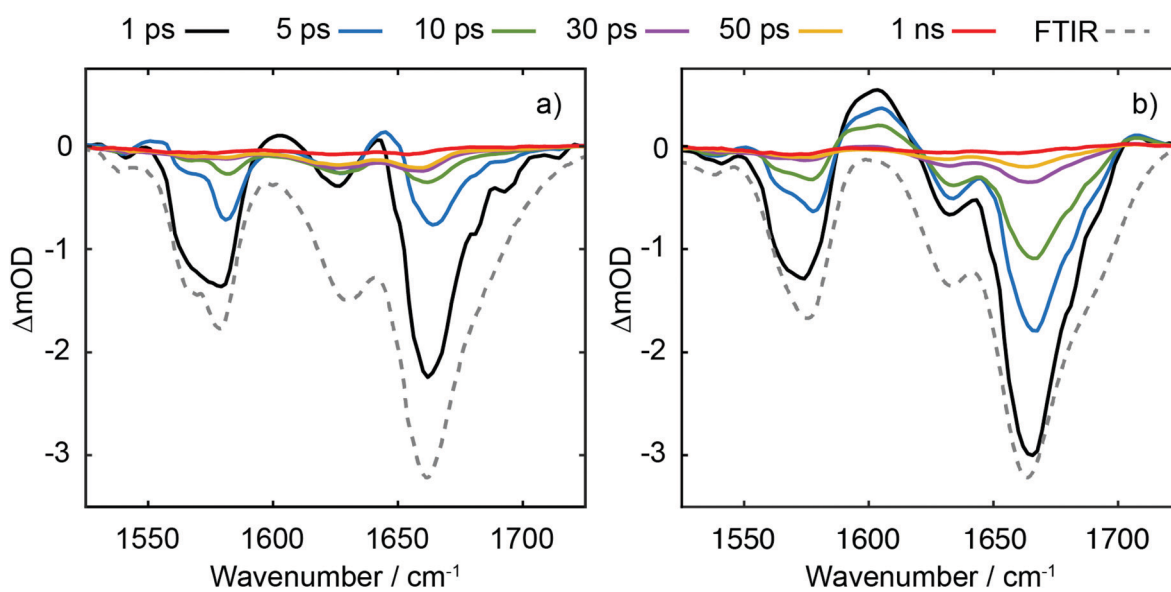 1 ps 5 ps 10 ps 30 ps 50 ps 1 ns FTIR
a)
b)
0
-1
-2
-3
ΔmOD
1550 1600 1650 1700
Wavenumber / cm⁻¹
0
-1
-2
-3
ΔmOD
1550 1600 1650 1700
Wavenumber / cm⁻¹